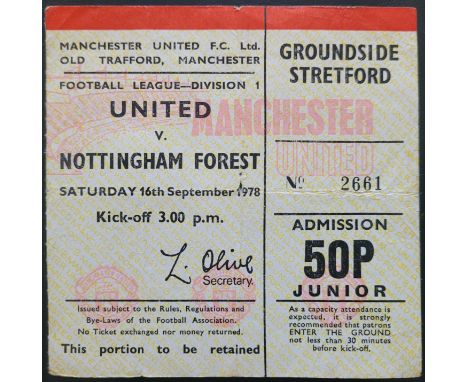 MANCHESTER UNITED F.C. Ltd.
OLD TRAFFORD, MANCHESTER
FOOTBALL LEAGUE—DIVISION 1
UNITED
V.
NOTTINGHAM FOREST
SATURDAY 16th September 1978
Kick-off 3.00 p.m.
L. Olive
Secretary.
Issued subject to the Rules, Regulations and
Bye-Laws of the Football Association.
No Ticket exchanged nor money returned.
This portion to be retained
GROUNDSIDE
STRETFORD
MANCHESTER
UNITED
No 2661
ADMISSION
50P
JUNIOR
As a capacity attendance is
expected, it is strongly
recommended that patrons
ENTER THE GROUND
not less than 30 minutes
before kick-off.